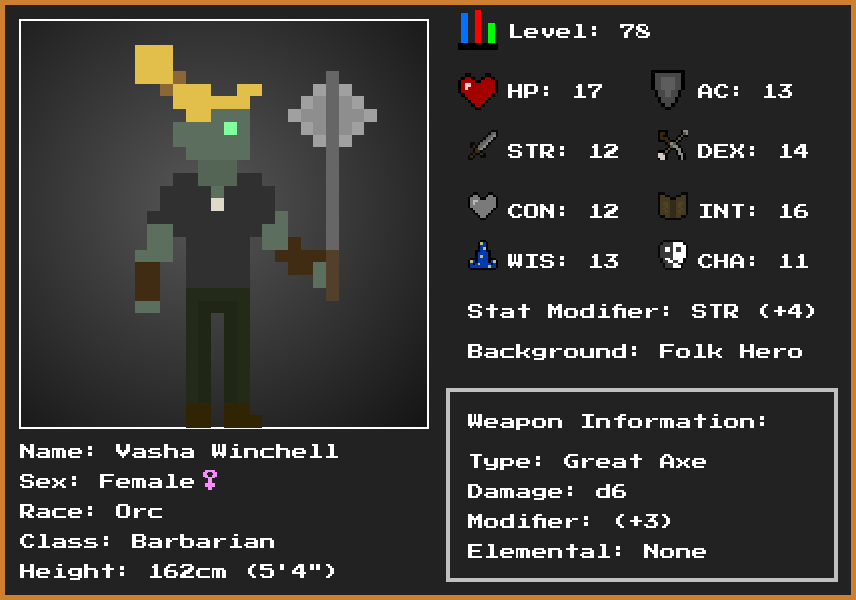 Level: 78
HP: 17 AC: 13
STR: 12 DEX: 14
CON: 12 INT: 16
WIS: 13 CHA: 11
Stat Modifier: STR (+4)
Background: Folk Hero
Weapon Information:
Type: Great Axe
Damage: d6
Modifier: (+3)
Elemental: None
Name: Vasha Winchell
Sex: Female♀
Race: Orc
Class: Barbarian
Height: 162cm (5'4")